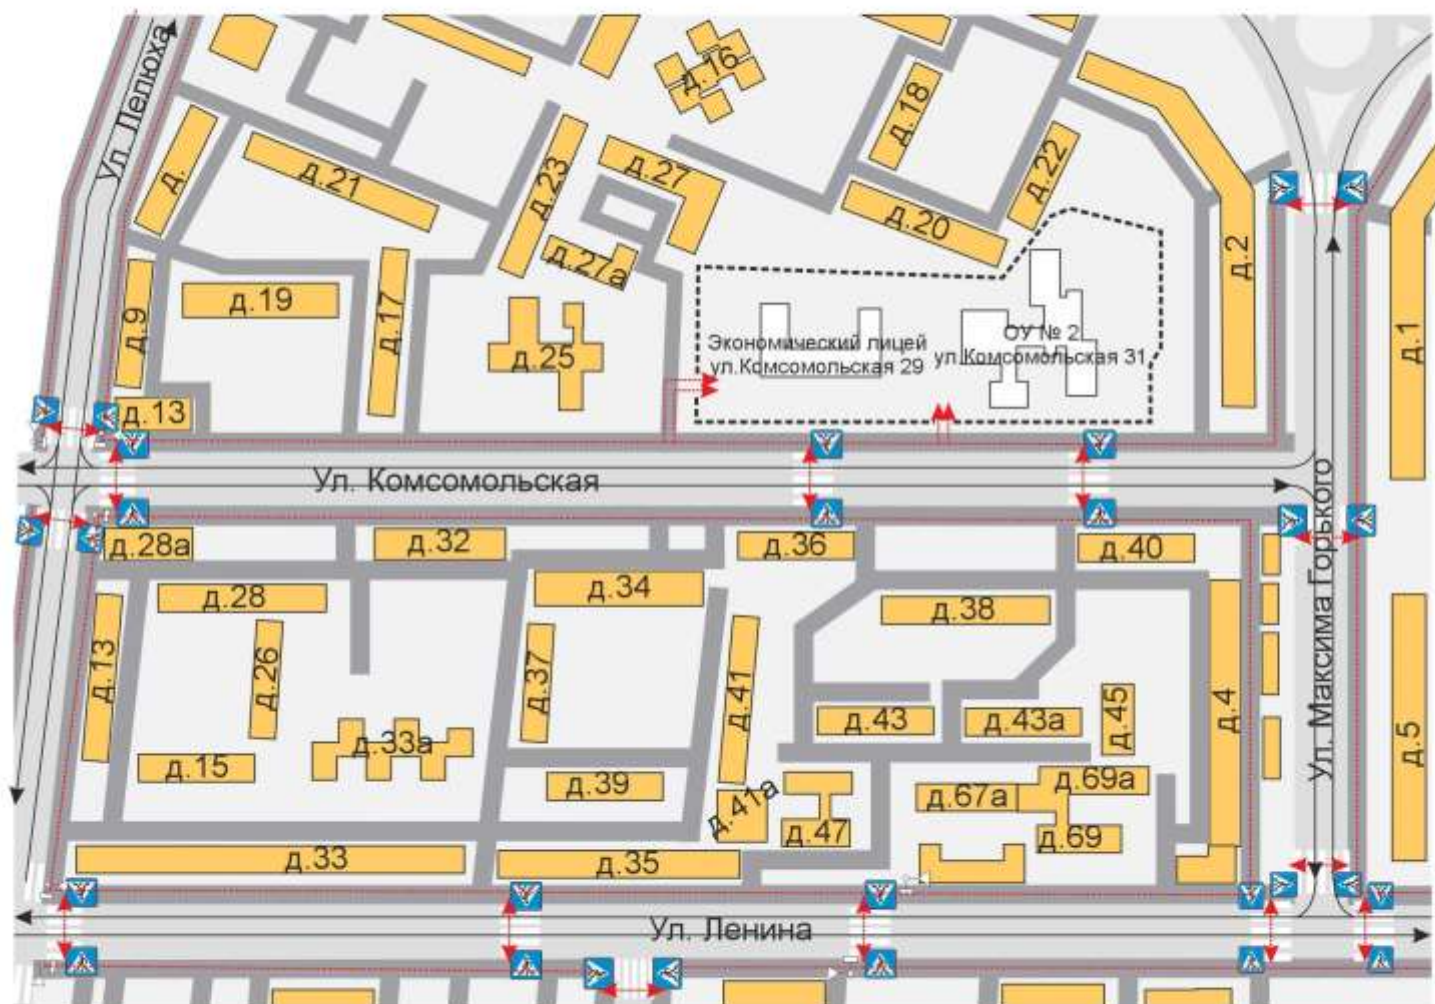 Ул. Лепюха
д.16
д.18
д.
д.21
д.23
д.27
д.22
д.20
д.27а
д.2
д.9
д.19
д.17
д.25
Экономический лицей
ул.Комсомольская 29
ОУ № 2
ул.Комсомольская 31
д.1
д.13
Ул. Комсомольская
Ул. Максима Горького
д.28а
д.32
д.36
д.40
д.28
д.34
д.38
д.13
д.26
д.37
д.41
д.43
д.43а
д.45
д.4
д.33а
д.15
д.39
д.41а
д.47
д.67а
д.69а
д.69
д.5
д.33
д.35
Ул. Ленина